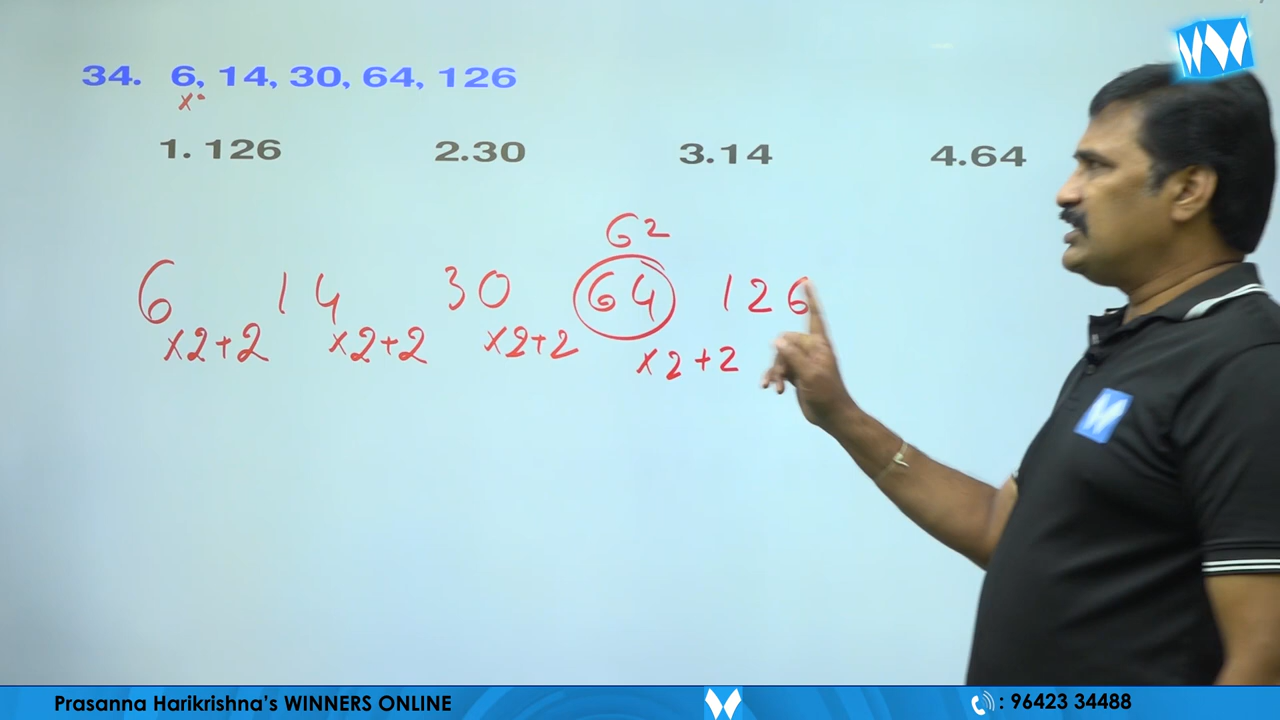 34. 6, 14, 30, 64, 126
x
1. 126 2.30 3.14 4.64
62
6 14 30 64 126
x2+2 x2+2 x2+2 x2+2
Prasanna Harikrishna's WINNERS ONLINE
: 96423 34488